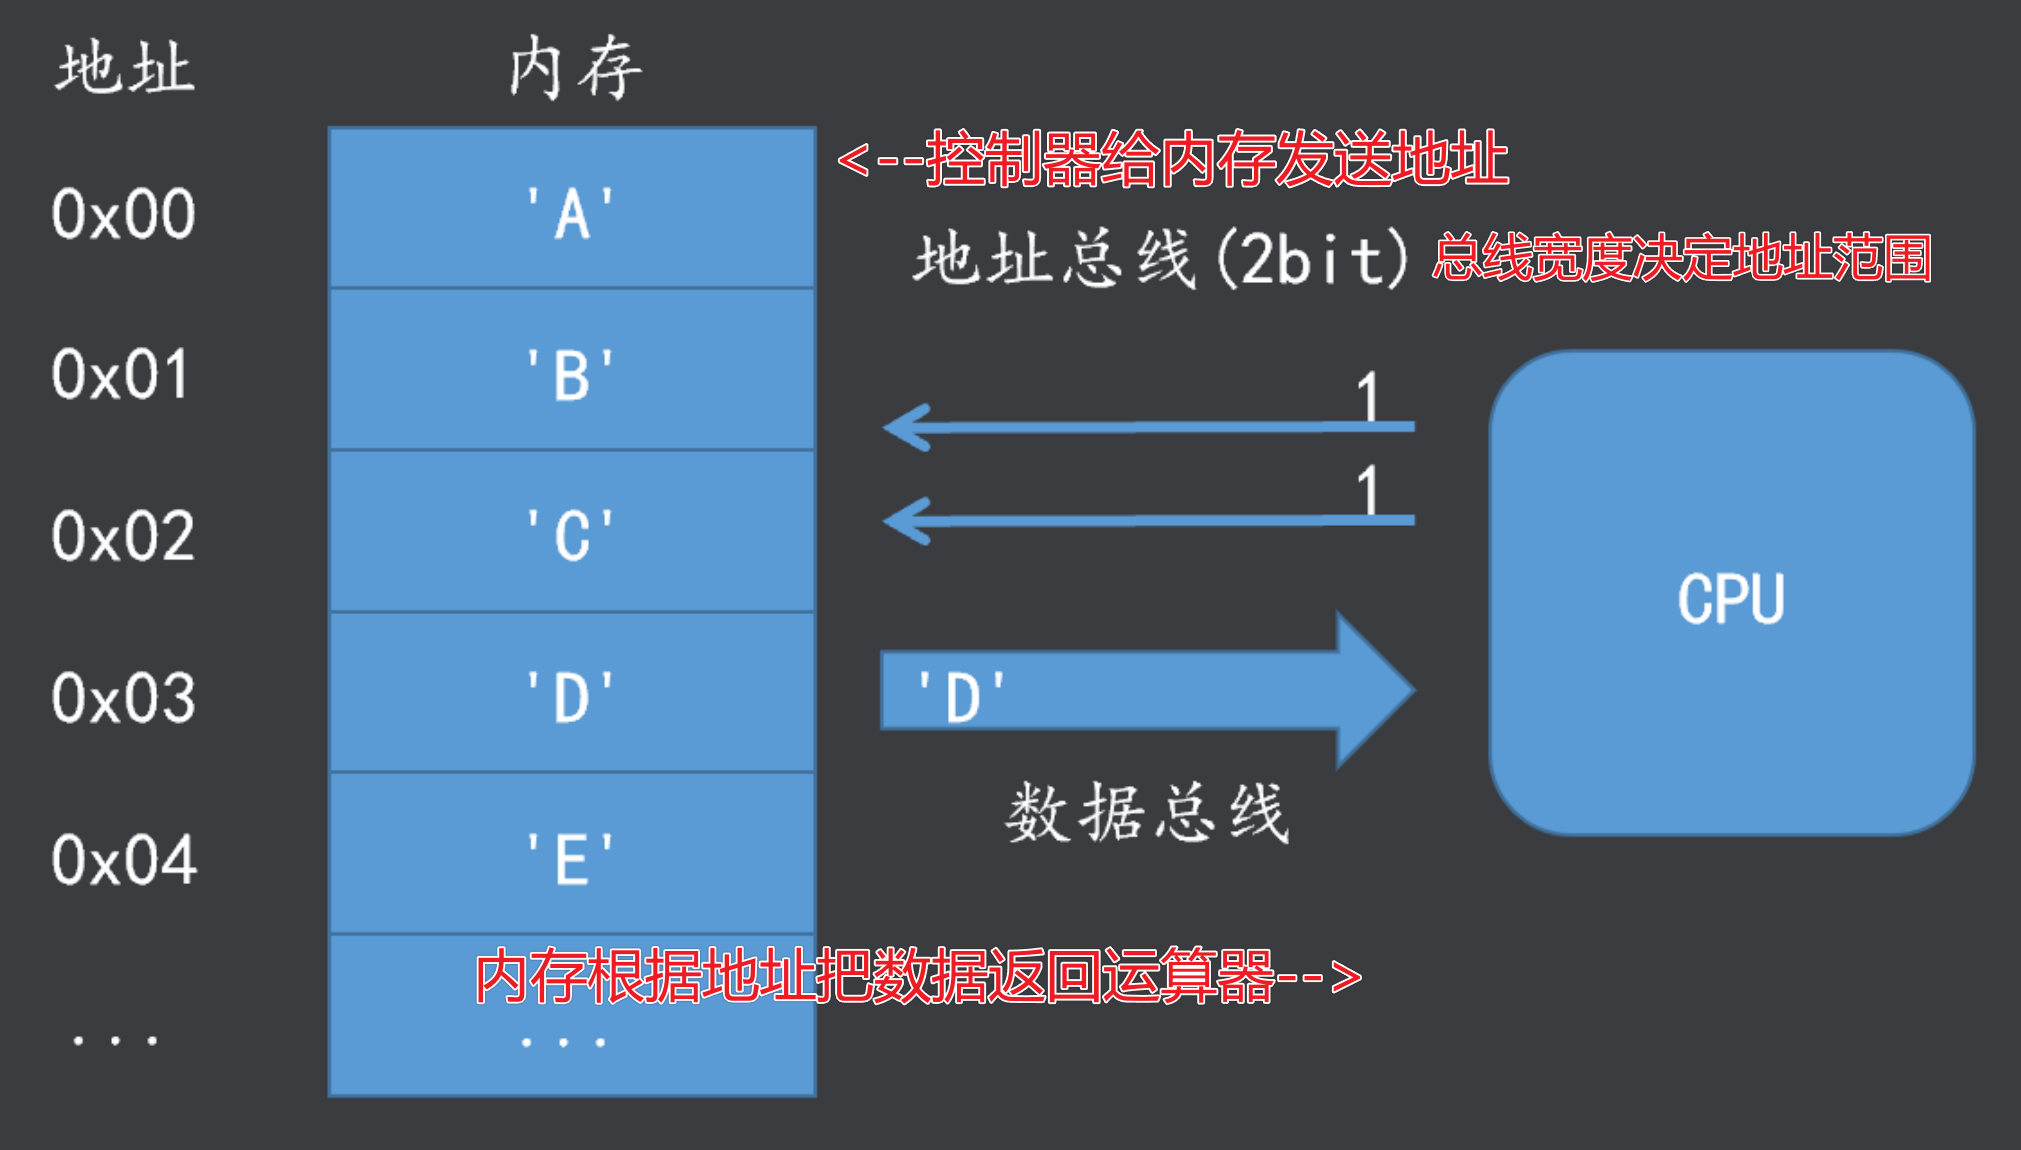 地址
内存
<--控制器给内存发送地址
0x00
'A'
地址总线(2bit)
总线宽度决定地址范围
0x01
'B'
1
1
0x02
'C'
CPU
0x03
'D'
'D'
数据总线
0x04
'E'
内存根据地址把数据返回运算器-->
...
...